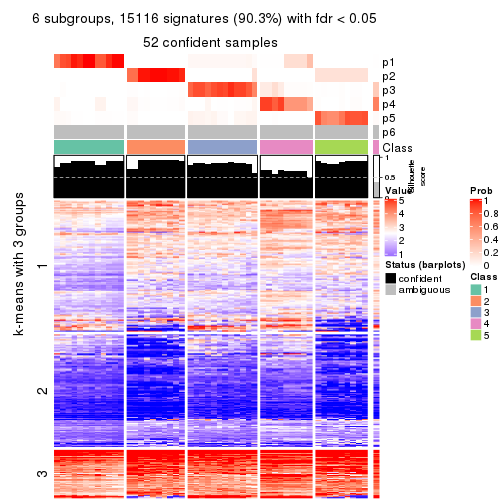 6 subgroups, 15116 signatures (90.3%) with fdr < 0.05
52 confident samples
p1
p2
p3
p4
p5
p6
Class
1
0.5
0
Silhouette
score
k-means with 3 groups
1
2
3
Value
5
4
3
2
1
Status (barplots)
confident
ambiguous
Prob
1
0.8
0.6
0.4
0.2
0
Class
1
2
3
4
5